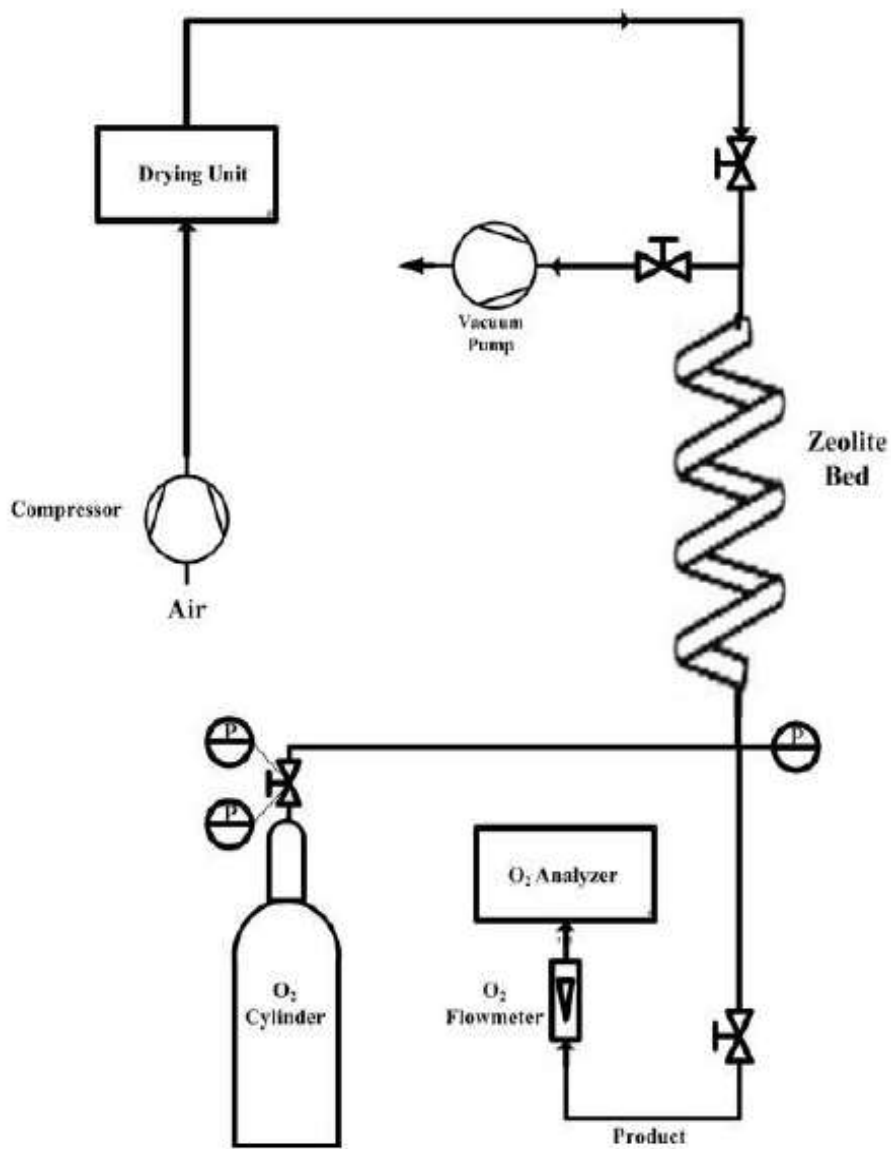 Drying Unit
Vacuum
Pump
Zeolite
Bed
Compressor
Air
P
P
P
O₂ Analyzer
O₂
Cylinder
O₂
Flowmeter
Product